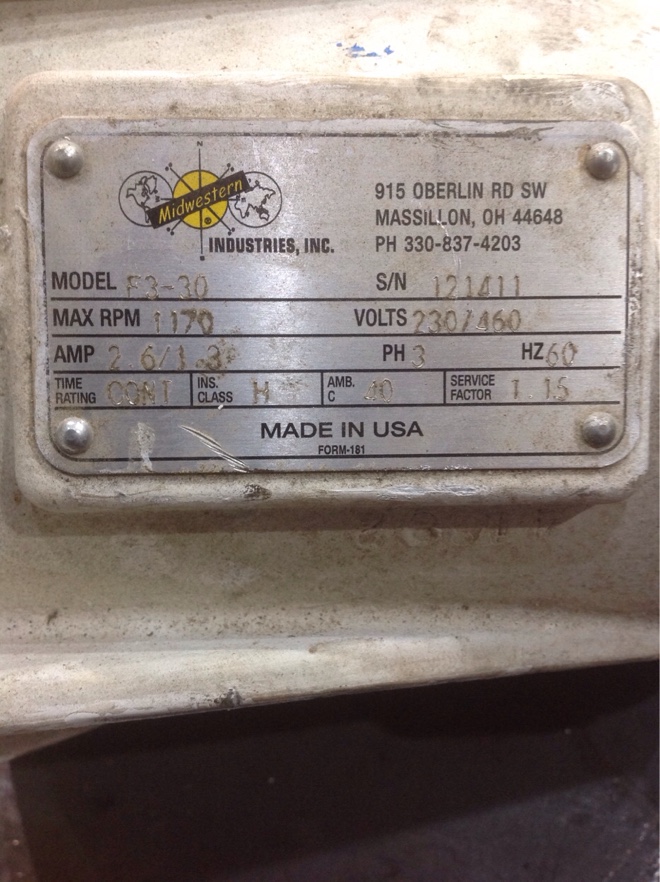 N
Midwestern
INDUSTRIES, INC.
915 OBERLIN RD SW
MASSILLON, OH 44648
PH 330-837-4203
MODEL F3-30 S/N 121411
MAX RPM 1170 VOLTS 230/460
AMP 2.6/1.3 PH 3 HZ 60
TIME RATING CONT INS. CLASS H AMB. C 40 SERVICE FACTOR 1.15
MADE IN USA
FORM-181